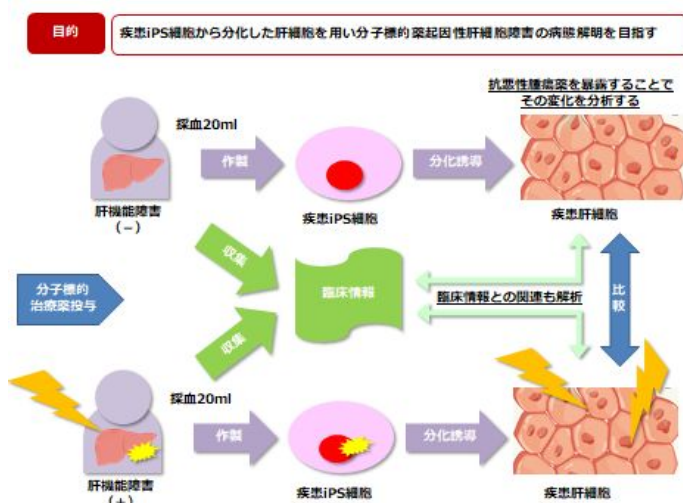 目的
疾患iPS細胞から分化した肝細胞を用い分子標的薬起因性肝細胞障害の病態解明を目指す
抗悪性腫瘍薬を暴露することで
その変化を分析する
採血20ml
作製
分化誘導
肝機能障害
(−)
疾患iPS細胞
疾患肝細胞
収集
分子標的
治療薬投与
臨床情報
臨床情報との関連も解析
比較
収集
採血20ml
作製
分化誘導
肝機能障害
(+)
疾患iPS細胞
疾患肝細胞